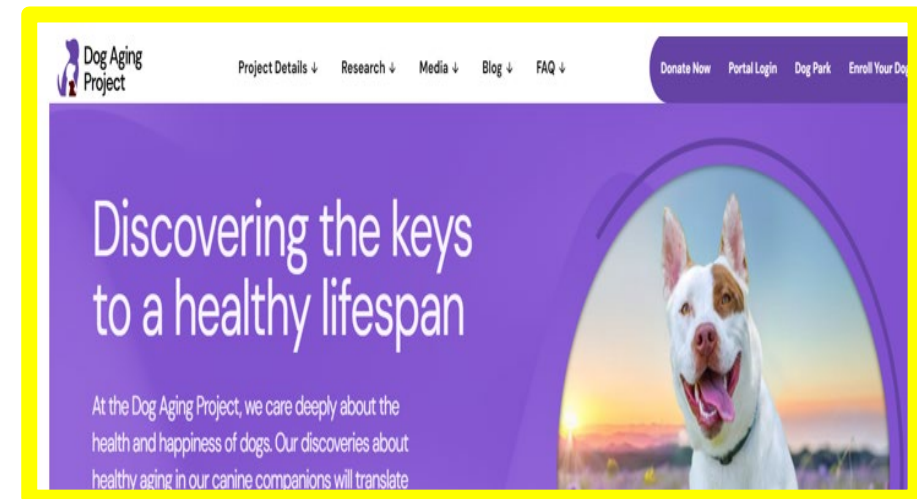 Dog Aging
Project
Project Details ↓ Research ↓ Media ↓ Blog ↓ FAQ ↓ Donate Now Portal Login Dog Park Enroll Your Dog
Discovering the keys
to a healthy lifespan
At the Dog Aging Project, we care deeply about the
health and happiness of dogs. Our discoveries about
healthy aging in our canine companions will translate